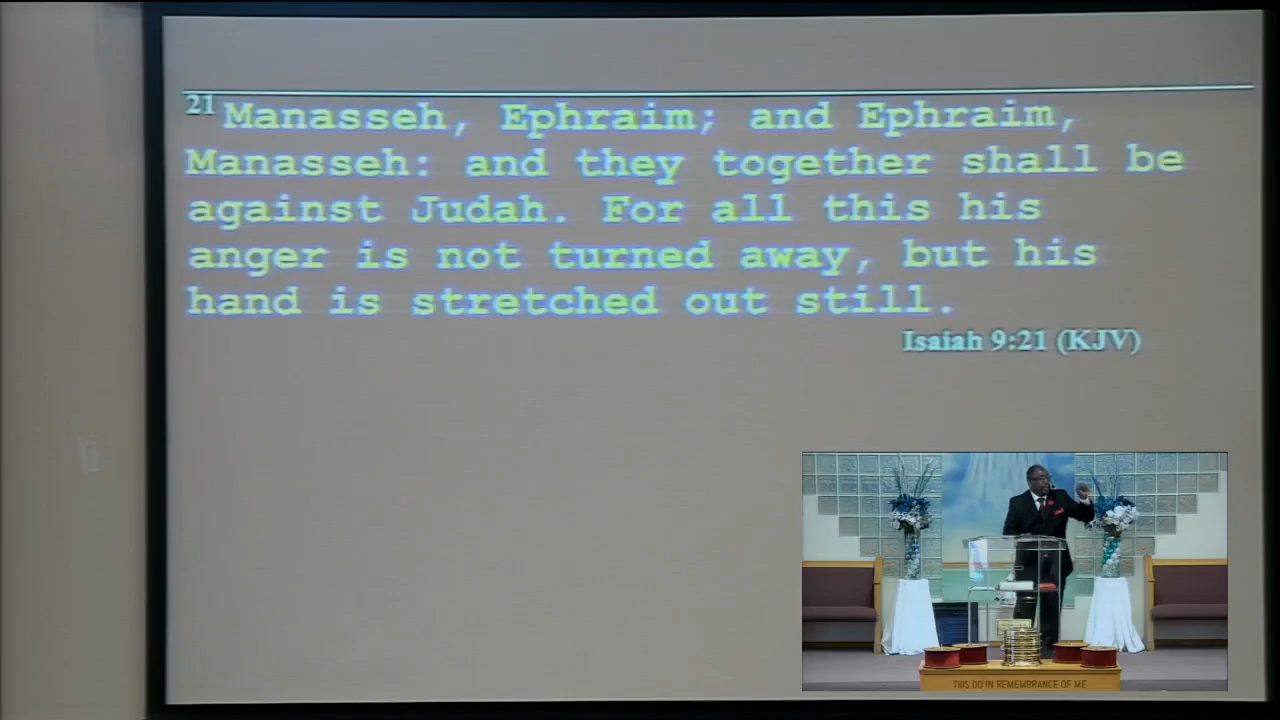 21 Manasseh, Ephraim; and Ephraim,
Manasseh: and they together shall be
against Judah. For all this his
anger is not turned away, but his
hand is stretched out still.
Isaiah 9:21 (KJV)
THIS DO IN REMEMBRANCE OF ME